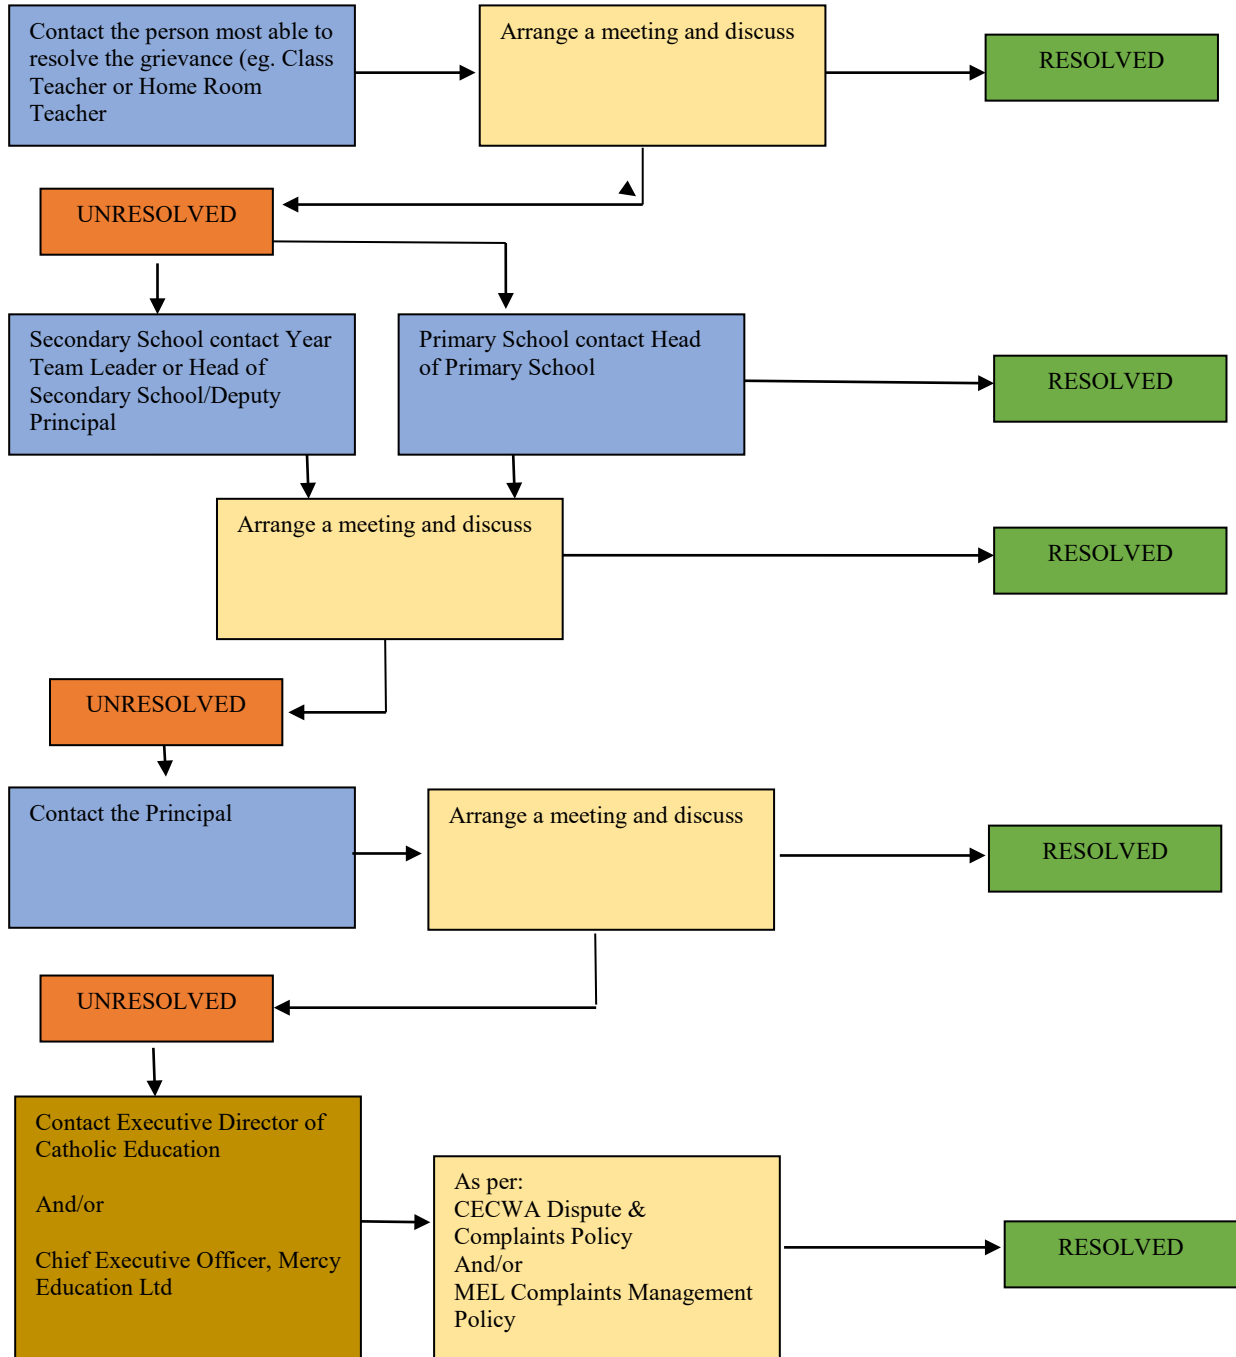 Contact the person most able to
resolve the grievance (eg. Class
Teacher or Home Room
Teacher
Arrange a meeting and discuss
RESOLVED
UNRESOLVED
Secondary School contact Year
Team Leader or Head of
Secondary School/Deputy
Principal
Primary School contact Head
of Primary School
RESOLVED
Arrange a meeting and discuss
RESOLVED
UNRESOLVED
Contact the Principal
Arrange a meeting and discuss
RESOLVED
UNRESOLVED
Contact Executive Director of
Catholic Education
And/or
Chief Executive Officer, Mercy
Education Ltd
As per:
CECWA Dispute &
Complaints Policy
And/or
MEL Complaints Management
Policy
RESOLVED